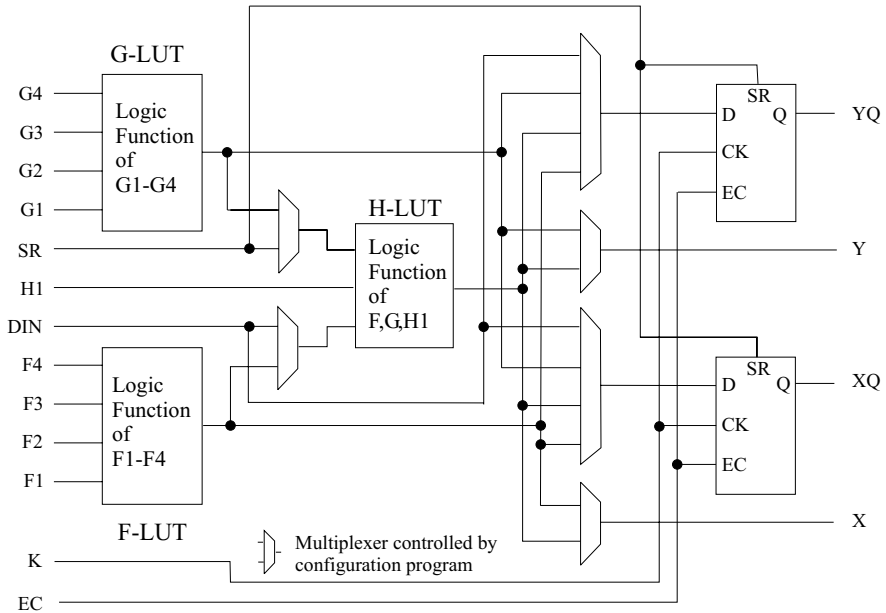 G-LUT
G4
G3
G2
G1
Logic
Function
of
G1-G4
SR
H1
DIN
H-LUT
Logic
Function
of
F,G,H1
F4
F3
F2
F1
Logic
Function
of
F1-F4
F-LUT
K
EC
Multiplexer controlled by
configuration program
SR
D
Q
CK
EC
YQ
Y
SR
D
Q
CK
EC
XQ
X